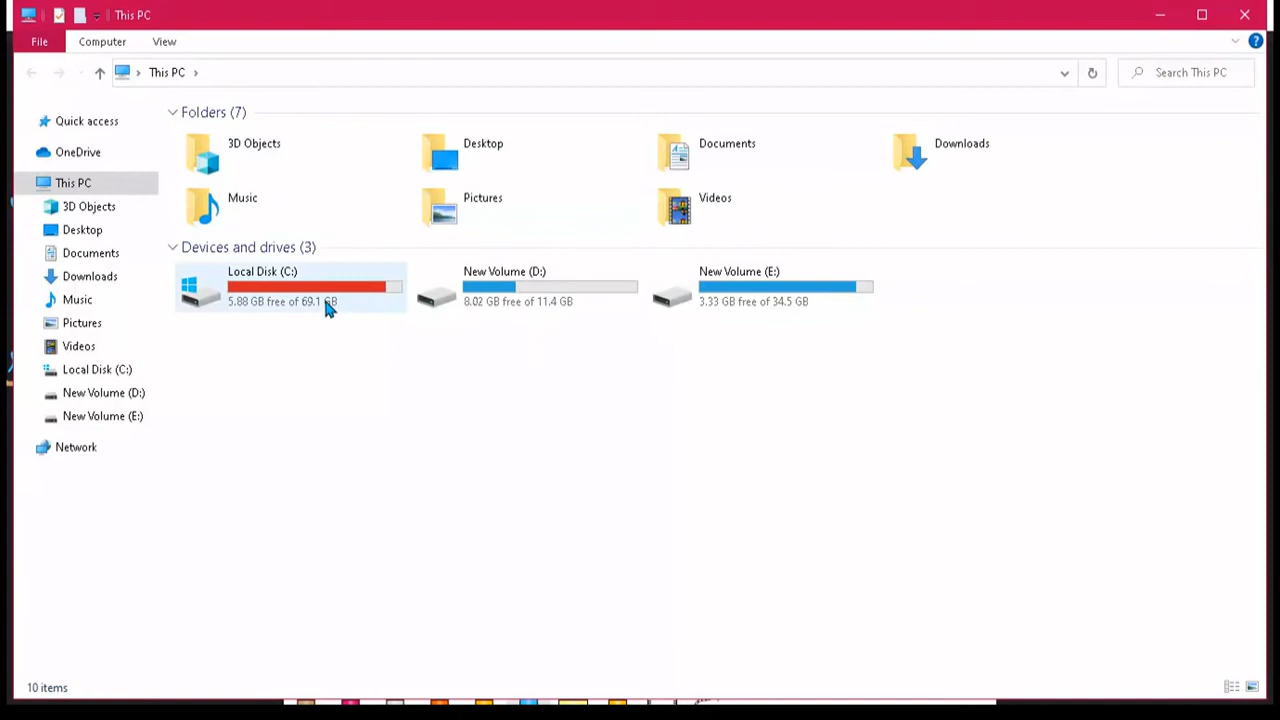 This PC
File Computer View
This PC
Search This PC
Quick access
OneDrive
This PC
3D Objects
Desktop
Documents
Downloads
Music
Pictures
Videos
Local Disk (C:)
New Volume (D:)
New Volume (E:)
Network
Folders (7)
3D Objects
Desktop
Documents
Downloads
Music
Pictures
Videos
Devices and drives (3)
Local Disk (C:)
5.88 GB free of 69.1 GB
New Volume (D:)
8.02 GB free of 11.4 GB
New Volume (E:)
3.33 GB free of 34.5 GB
10 items